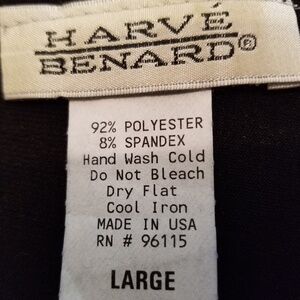 HARVÉ
BENARD®
92% POLYESTER
8% SPANDEX
Hand Wash Cold
Do Not Bleach
Dry Flat
Cool Iron
MADE IN USA
RN # 96115
LARGE